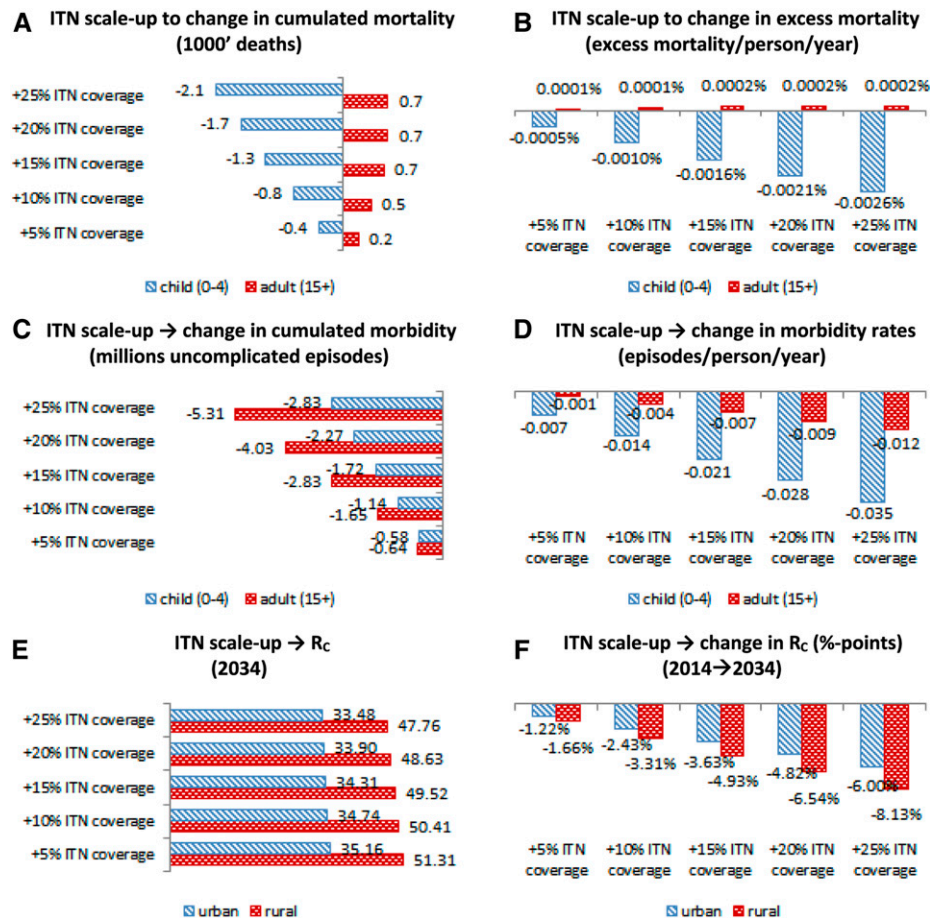 A ITN scale-up to change in cumulated mortality
(1000' deaths)
+25% ITN coverage -2.1 0.7
+20% ITN coverage -1.7 0.7
+15% ITN coverage -1.3 0.7
+10% ITN coverage -0.8 0.5
+5% ITN coverage -0.4 0.2
child (0-4) adult (15+)
B ITN scale-up to change in excess mortality
(excess mortality/person/year)
0.0001% 0.0001% 0.0002% 0.0002% 0.0002%
-0.0005% -0.0010% -0.0016% -0.0021% -0.0026%
+5% ITN +10% ITN +15% ITN +20% ITN +25% ITN
coverage coverage coverage coverage coverage
child (0-4) adult (15+)
C ITN scale-up → change in cumulated morbidity
(millions uncomplicated episodes)
+25% ITN coverage -2.83
-5.31
+20% ITN coverage -2.27
-4.03
+15% ITN coverage -1.72
-2.83
+10% ITN coverage -1.14
-1.65
+5% ITN coverage -0.58
-0.64
child (0-4) adult (15+)
D ITN scale-up → change in morbidity rates
(episodes/person/year)
-0.001 -0.004 -0.007 -0.009 -0.012
-0.007 -0.014 -0.021 -0.028 -0.035
+5% ITN +10% ITN +15% ITN +20% ITN +25% ITN
coverage coverage coverage coverage coverage
child (0-4) adult (15+)
E ITN scale-up → RC
(2034)
+25% ITN coverage 33.48
47.76
+20% ITN coverage 33.90
48.63
+15% ITN coverage 34.31
49.52
+10% ITN coverage 34.74
50.41
+5% ITN coverage 35.16
51.31
urban rural
F ITN scale-up → change in RC (%-points)
(2014→2034)
-1.22% -2.43% -3.63% -4.82% -6.00%
-1.66% -3.31% -4.93% -6.54% -8.13%
+5% ITN +10% ITN +15% ITN +20% ITN +25% ITN
coverage coverage coverage coverage coverage
urban rural